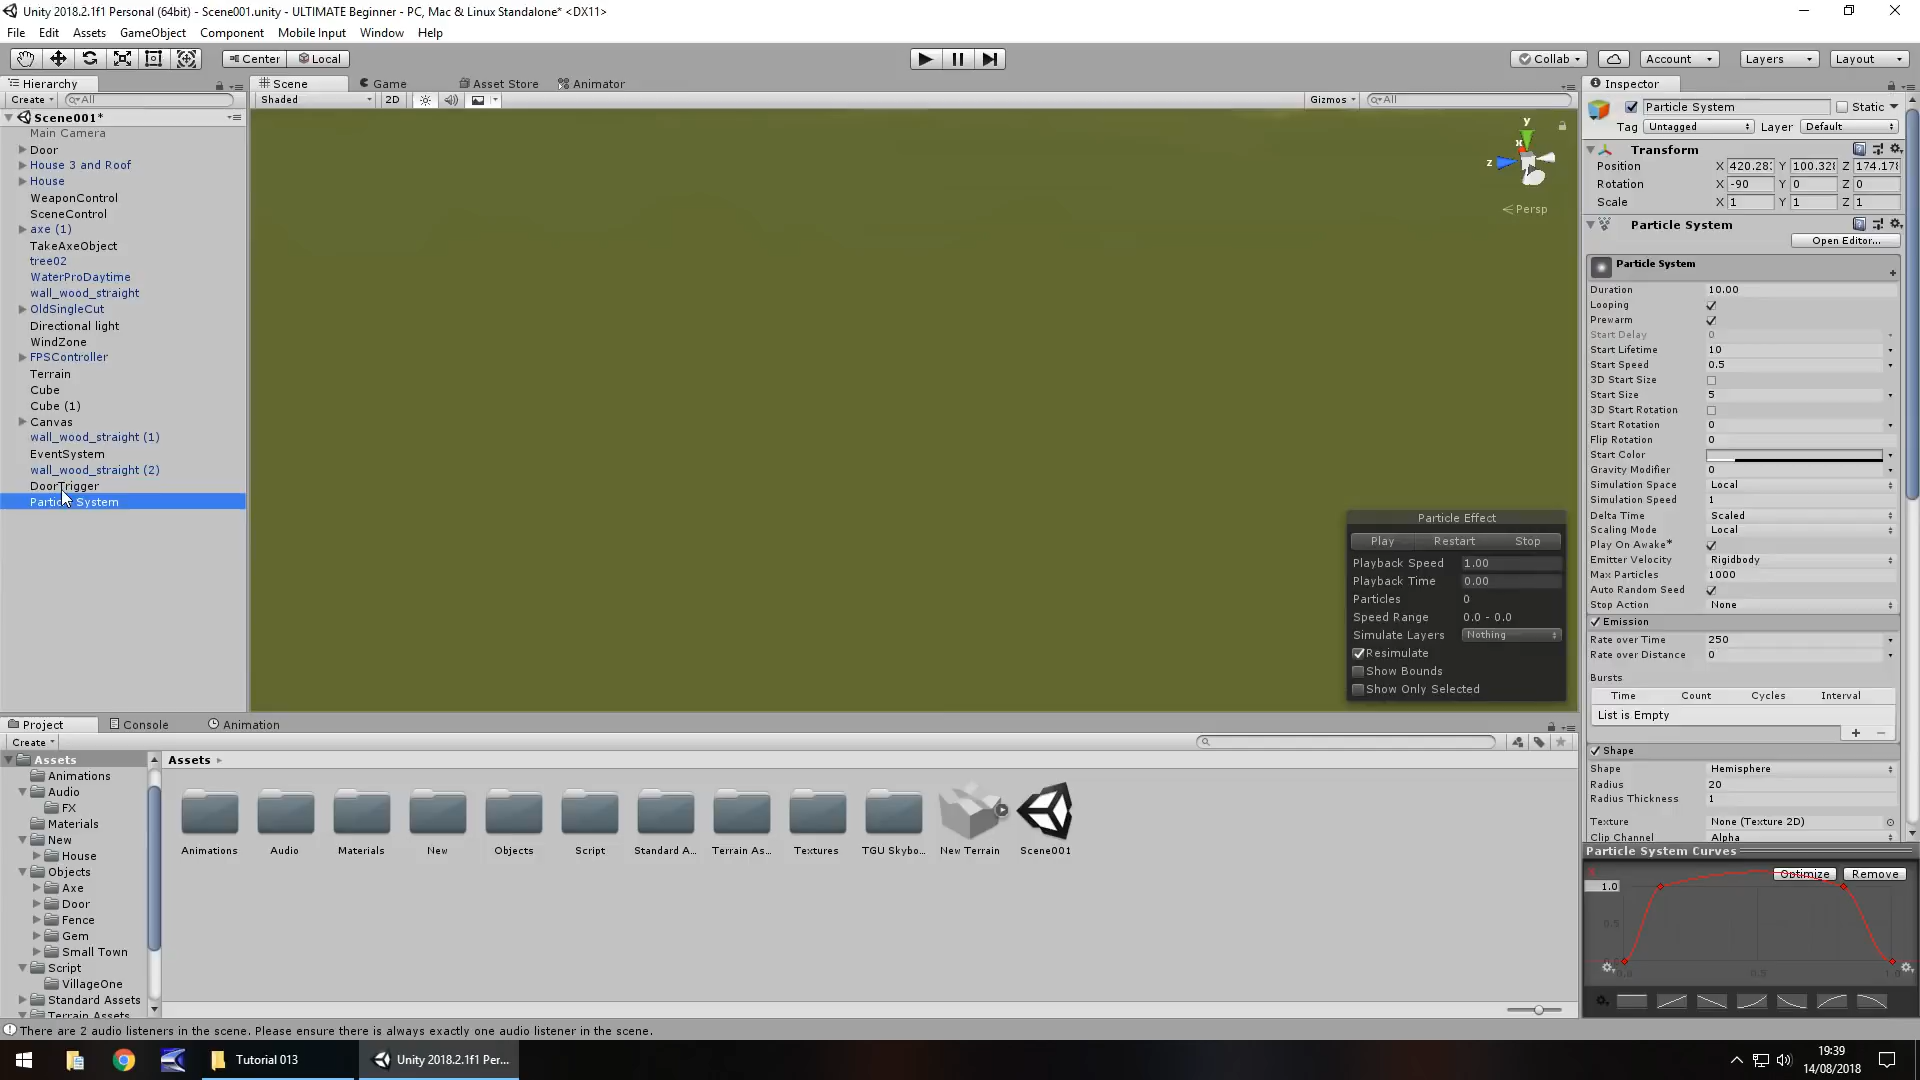 Unity 2018.2.1f1 Personal (64bit) - Scene001.unity - ULTIMATE Beginner - PC, Mac & Linux Standalone* <DX11>
File Edit Assets GameObject Component Mobile Input Window Help
Center Local Collab Account Layers Layout
Hierarchy Scene Game Asset Store Animator Inspector
Create All Shaded 2D Gizmos All
Scene001*
Main Camera
Door
House 3 and Roof
House
WeaponControl
SceneControl
axe (1)
TakeAxeObject
tree02
WaterProDaytime
wall_wood_straight
OldSingleCut
Directional light
WindZone
FPSController
Terrain
Cube
Cube (1)
Canvas
wall_wood_straight (1)
EventSystem
wall_wood_straight (2)
DoorTrigger
Particle System
y
x
z
Persp
Particle Effect
Play Restart Stop
Playback Speed 1.00
Playback Time 0.00
Particles 0
Speed Range 0.0 - 0.0
Simulate Layers Nothing
Resimulate
Show Bounds
Show Only Selected
Particle System Static
Tag Untagged Layer Default
Transform
Position X 420.28 Y 100.328 Z 174.178
Rotation X -90 Y 0 Z 0
Scale X 1 Y 1 Z 1
Particle System
Open Editor...
Particle System
Duration 10.00
Looping
Prewarm
Start Delay 0
Start Lifetime 10
Start Speed 0.5
3D Start Size
Start Size 5
3D Start Rotation
Start Rotation 0
Flip Rotation 0
Start Color
Gravity Modifier 0
Simulation Space Local
Simulation Speed 1
Delta Time Scaled
Scaling Mode Local
Play On Awake*
Emitter Velocity Rigidbody
Max Particles 1000
Auto Random Seed
Stop Action None
Emission
Rate over Time 250
Rate over Distance 0
Bursts
Time Count Cycles Interval
List is Empty
Shape
Shape Hemisphere
Radius 20
Radius Thickness 1
Texture None (Texture 2D)
Clip Channel Alpha
Particle System Curves
Optimize Remove
1.0
0.5
0.0 0.5 1.0
Project Console Animation
Create
Assets
Animations
Audio
FX
Materials
New
House
Objects
Axe
Door
Fence
Gem
Small Town
Script
VillageOne
Standard Assets
Terrain Assets
Assets
Animations Audio Materials New Objects Script Standard A... Terrain As... Textures TGU Skybo... New Terrain Scene001
There are 2 audio listeners in the scene. Please ensure there is always exactly one audio listener in the scene.
Tutorial 013 Unity 2018.2.1f1 Per...
19:39
14/08/2018